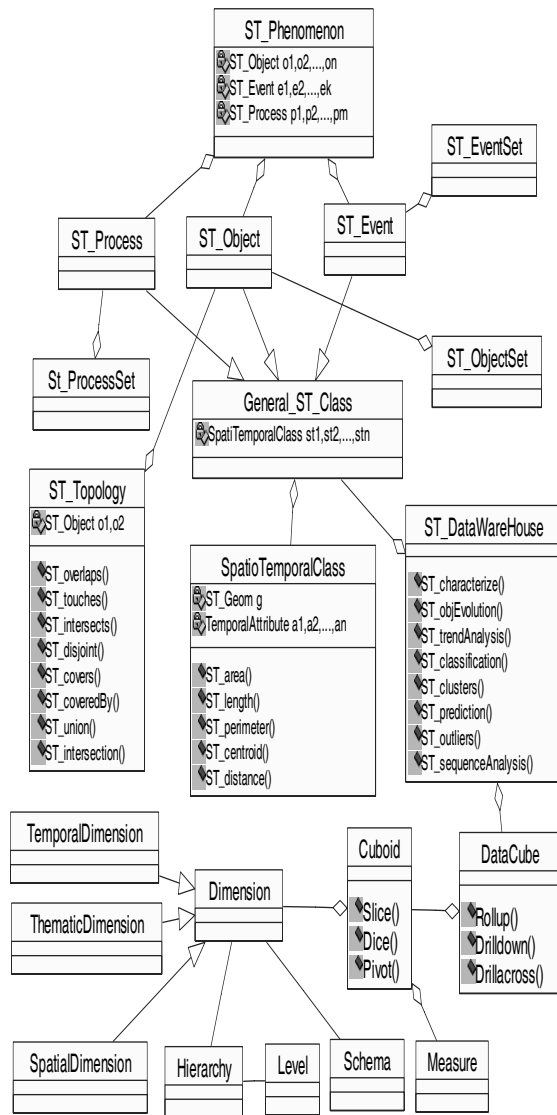 ST_Phenomenon
ST_Object o1,o2,...,on
ST_Event e1,e2,...,ek
ST_Process p1,p2,...,pm
ST_EventSet
ST_Process
ST_Object
ST_Event
St_ProcessSet
ST_ObjectSet
General_ST_Class
SpatiTemporalClass st1,st2,...,stn
ST_Topology
ST_Object o1,o2
ST_overlaps()
ST_touches()
ST_intersects()
ST_disjoint()
ST_covers()
ST_coveredBy()
ST_union()
ST_intersection()
SpatioTemporalClass
ST_Geom g
TemporalAttribute a1,a2,...,an
ST_area()
ST_length()
ST_perimeter()
ST_centroid()
ST_distance()
ST_DataWareHouse
ST_characterize()
ST_objEvolution()
ST_trendAnalysis()
ST_classification()
ST_clusters()
ST_prediction()
ST_outliers()
ST_sequenceAnalysis()
TemporalDimension
ThematicDimension
Dimension
Cuboid
Slice()
Dice()
Pivot()
DataCube
Rollup()
Drilldown()
Drillacross()
SpatialDimension
Hierarchy
Level
Schema
Measure